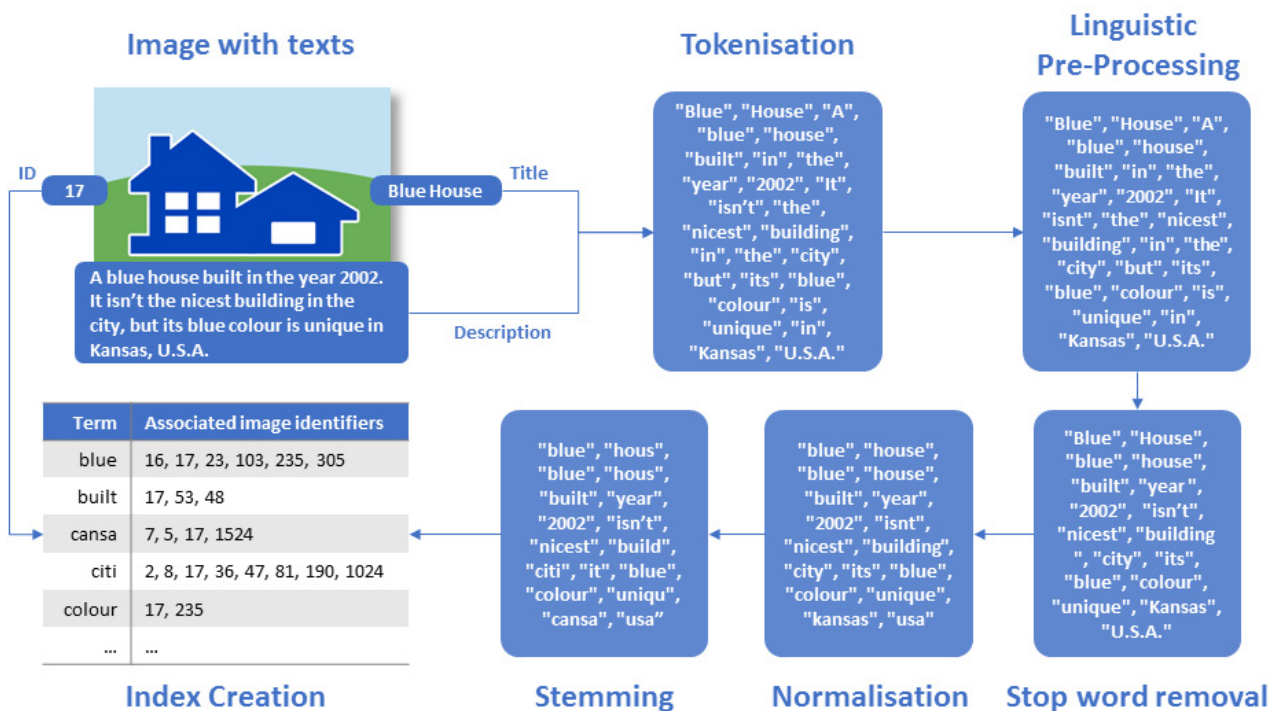 Image with texts
ID
17
Blue House
Title
A blue house built in the year 2002.
It isn't the nicest building in the
city, but its blue colour is unique in
Kansas, U.S.A.
Description
Tokenisation
"Blue", "House", "A",
"blue", "house",
"built", "in", "the",
"year", "2002", "It",
"isn't", "the",
"nicest", "building",
"in", "the", "city",
"but", "its", "blue",
"colour", "is",
"unique", "in",
"Kansas", "U.S.A."
Linguistic
Pre-Processing
"Blue", "House", "A",
"blue", "house",
"built", "in", "the",
"year", "2002", "It",
"isnt", "the", "nicest",
"building", "in", "the",
"city", "but", "its",
"blue", "colour", "is",
"unique", "in",
"Kansas", "U.S.A."
"Blue", "House",
"blue", "house",
"built", "year",
"2002", "isn't",
"nicest", "building
", "city", "its",
"blue", "colour",
"unique", "Kansas",
"U.S.A."
Stop word removal
"blue", "house",
"blue", "house",
"built", "year",
"2002", "isnt",
"nicest", "building",
"city", "its", "blue",
"colour", "unique",
"kansas", "usa"
Normalisation
"blue", "hous",
"blue", "hous",
"built", "year",
"2002", "isn't",
"nicest", "build",
"citi", "it", "blue",
"colour", "uniqu",
"cansa", "usa"
Stemming
Term Associated image identifiers
blue 16, 17, 23, 103, 235, 305
built 17, 53, 48
cansa 7, 5, 17, 1524
citi 2, 8, 17, 36, 47, 81, 190, 1024
colour 17, 235
... ...
Index Creation